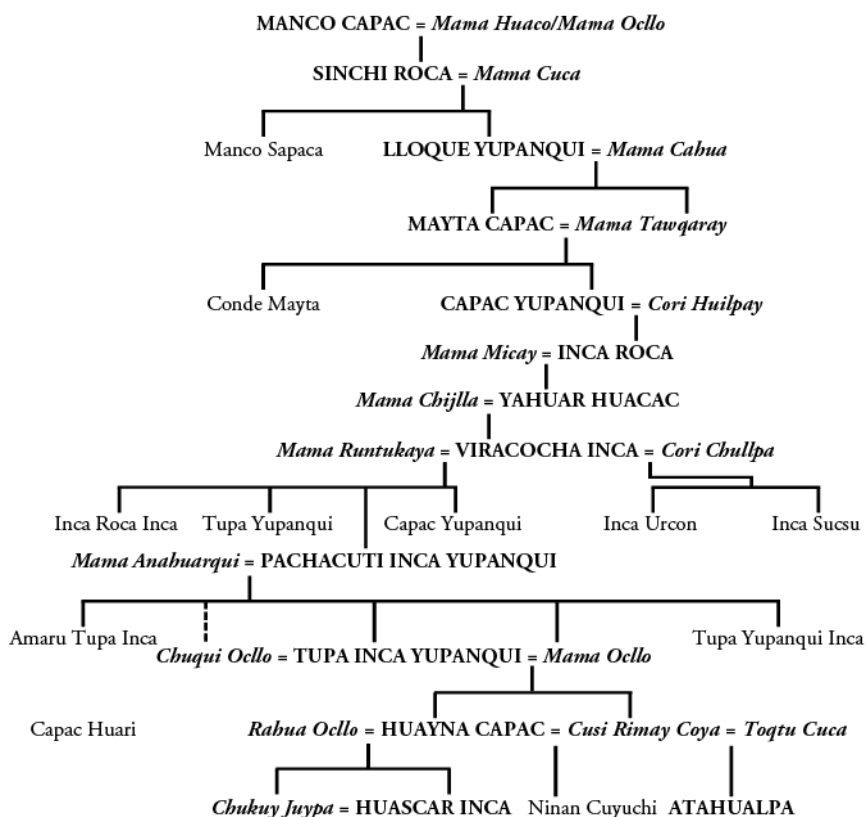 MANCO CAPAC = Mama Huaco/Mama Ocllo
SINCHI ROCA = Mama Cuca
Manco Sapaca LLOQUE YUPANQUI = Mama Cahua
MAYTA CAPAC = Mama Tawqaray
Conde Mayta CAPAC YUPANQUI = Cori Huilpay
Mama Micay = INCA ROCA
Mama Chijlla = YAHUAR HUACAC
Mama Runtukaya = VIRACOCHA INCA = Cori Chullpa
Inca Roca Inca Tupa Yupanqui Capac Yupanqui Inca Urcon Inca Sucsu
Mama Anahuarqui = PACHACUTI INCA YUPANQUI
Amaru Tupa Inca Tupa Yupanqui Inca
Chuqui Ocllo = TUPA INCA YUPANQUI = Mama Ocllo
Capac Huari Rahua Ocllo = HUAYNA CAPAC = Cusi Rimay Coya = Toqtu Cuca
Chukuy Juypa = HUASCAR INCA Ninan Cuyuchi ATAHUALPA